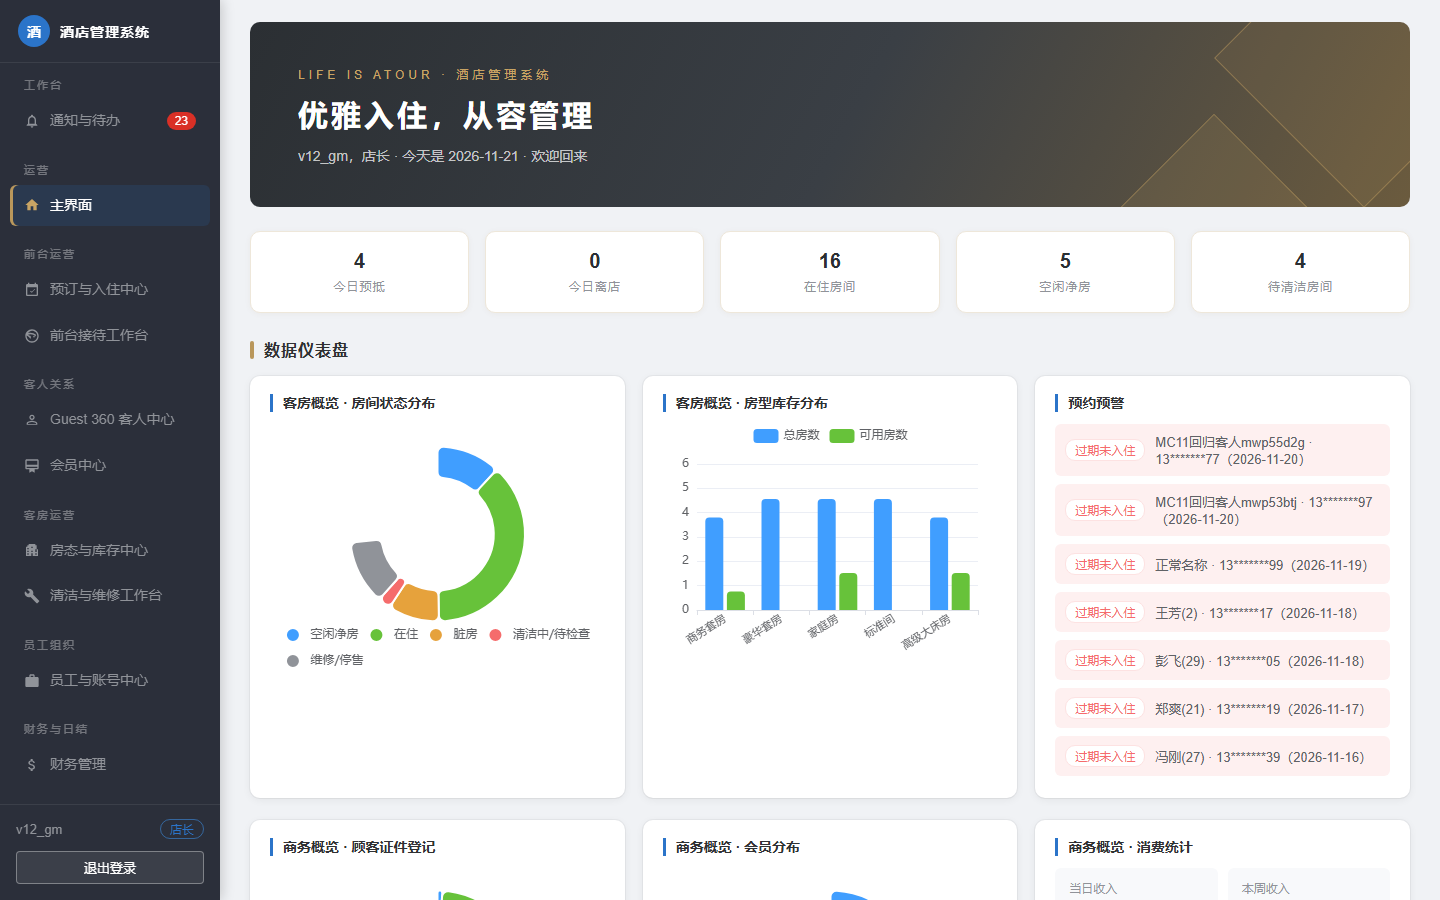 酒 酒店管理系统
工作台
通知与待办 23
运营
主界面
前台运营
预订与入住中心
前台接待工作台
客人关系
Guest 360 客人中心
会员中心
客房运营
房态与库存中心
清洁与维修工作台
员工组织
员工与账号中心
财务与日结
财务管理
v12_gm 店长
退出登录
LIFE IS ATOUR · 酒店管理系统
优雅入住，从容管理
v12_gm，店长 · 今天是 2026-11-21 · 欢迎回来
4
今日预抵
0
今日离店
16
在住房间
5
空闲净房
4
待清洁房间
数据仪表盘
客房概览 · 房间状态分布
空闲净房 在住 脏房 清洁中/待检查
维修/停售
客房概览 · 房型库存分布
总房数 可用房数
6
5
4
3
2
1
0
商务套房 豪华套房 家庭房 标准间 高级大床房
预约预警
过期未入住 MC11回归客人mwp55d2g ·
13*******77（2026-11-20）
过期未入住 MC11回归客人mwp53btj · 13*******97
（2026-11-20）
过期未入住 正常名称 · 13*******99（2026-11-19）
过期未入住 王芳(2) · 13*******17（2026-11-18）
过期未入住 彭飞(29) · 13*******05（2026-11-18）
过期未入住 郑爽(21) · 13*******19（2026-11-17）
过期未入住 冯刚(27) · 13*******39（2026-11-16）
商务概览 · 顾客证件登记
商务概览 · 会员分布
商务概览 · 消费统计
当日收入 本周收入